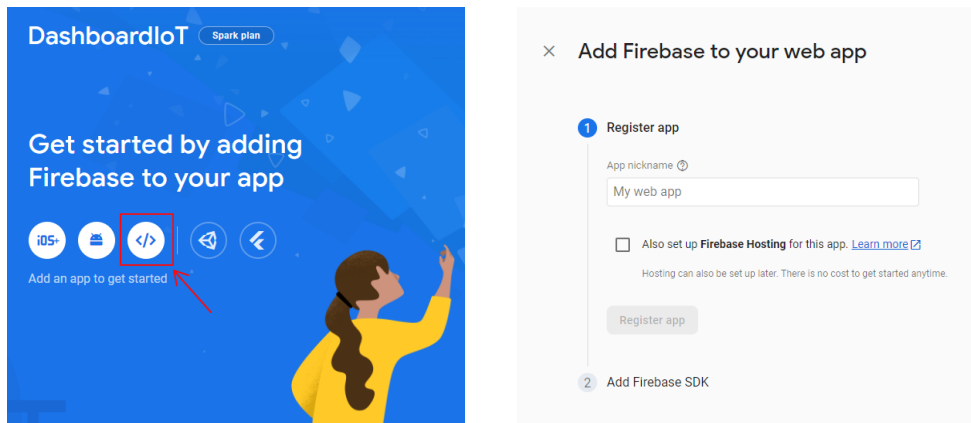 DashboardIoT Spark plan
Get started by adding
Firebase to your app
iOS+ </>
Add an app to get started
Add Firebase to your web app
1 Register app
App nickname
My web app
Also set up Firebase Hosting for this app. Learn more
Hosting can also be set up later. There is no cost to get started anytime.
Register app
2 Add Firebase SDK